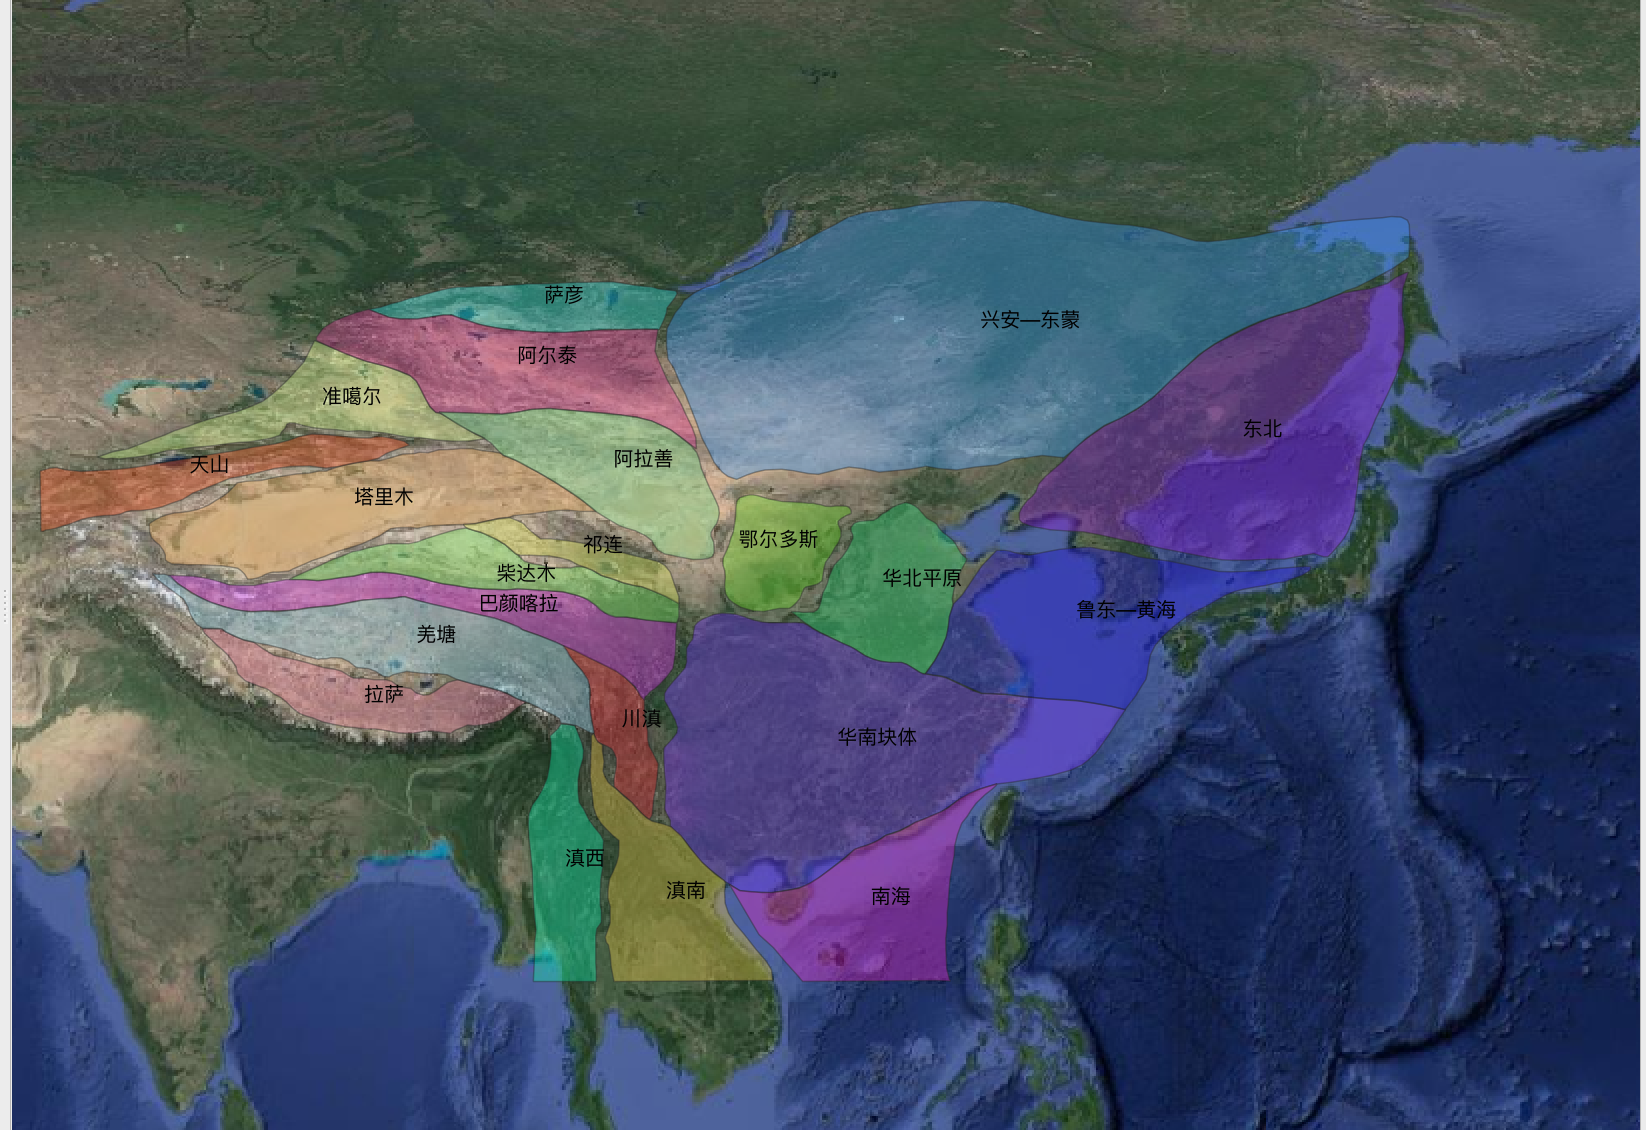 萨彦
兴安—东蒙
阿尔泰
准噶尔
东北
阿拉善
天山
塔里木
鄂尔多斯
祁连
柴达木
华北平原
巴颜喀拉
鲁东—黄海
羌塘
拉萨
川滇
华南块体
滇西
滇南
南海